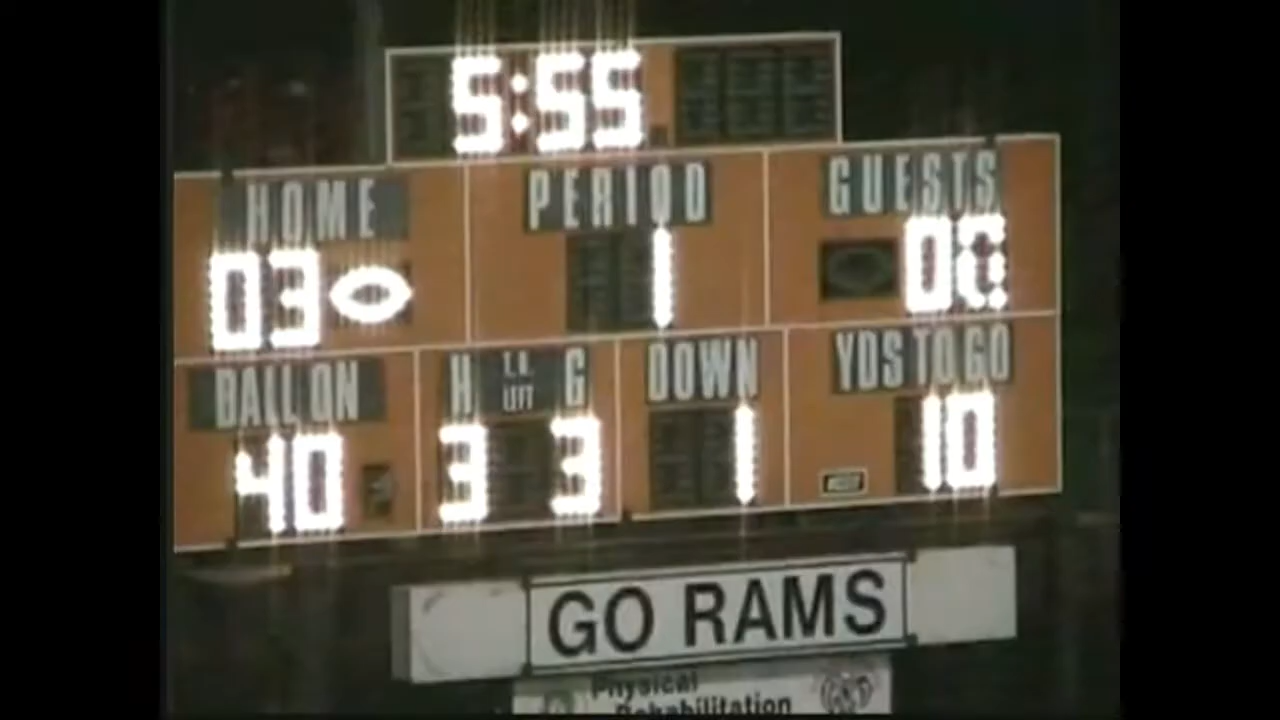 5:55
HOME PERIOD GUESTS
03 1 00
BALL ON H T.O. LEFT G DOWN YDS TO GO
40 3 3 1 10
GO RAMS
Physical
Rehabilitation